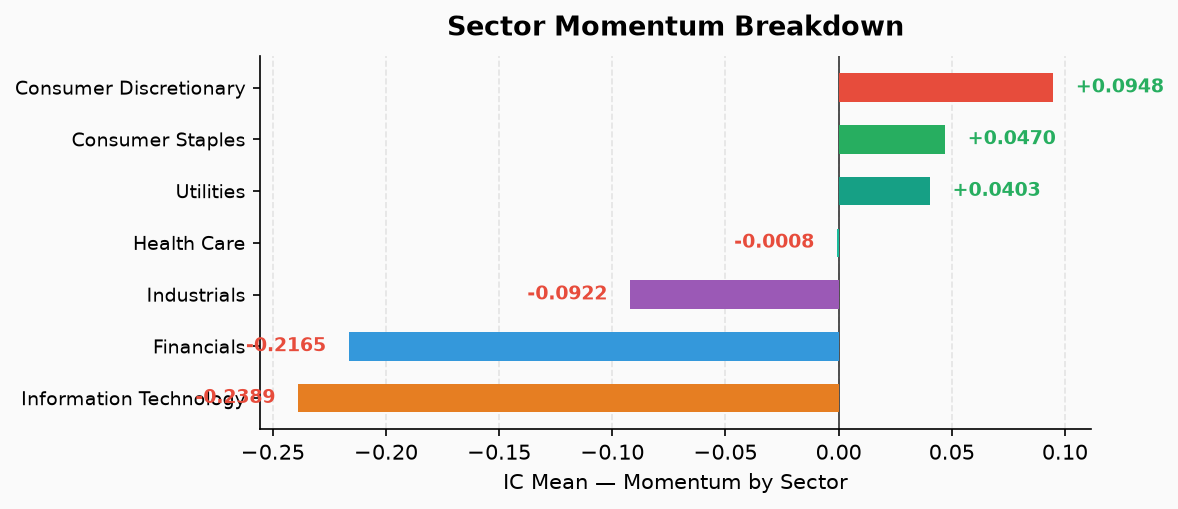 Sector Momentum Breakdown
Consumer Discretionary +0.0948
Consumer Staples +0.0470
Utilities +0.0403
Health Care -0.0008
Industrials -0.0922
Financials -0.2165
Information Technology -0.2389
−0.25 −0.20 −0.15 −0.10 −0.05 0.00 0.05 0.10
IC Mean — Momentum by Sector